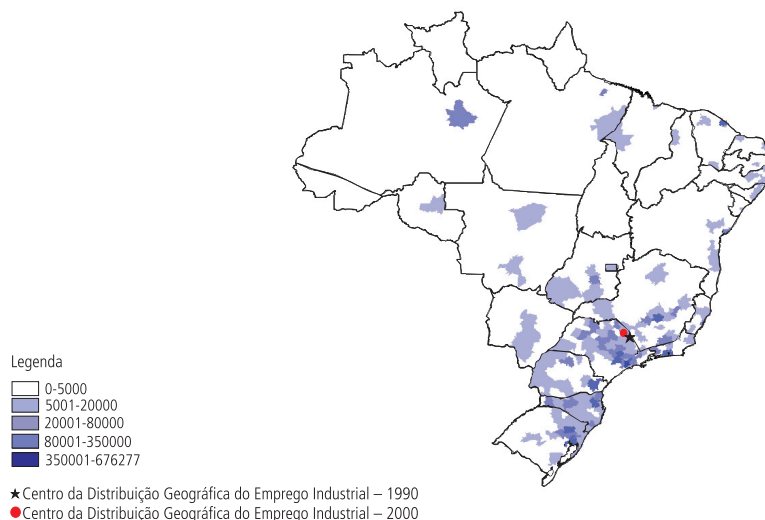 Legenda
0-5000
5001-20000
20001-80000
80001-350000
350001-676277
Centro da Distribuição Geográfica do Emprego Industrial – 1990
Centro da Distribuição Geográfica do Emprego Industrial – 2000